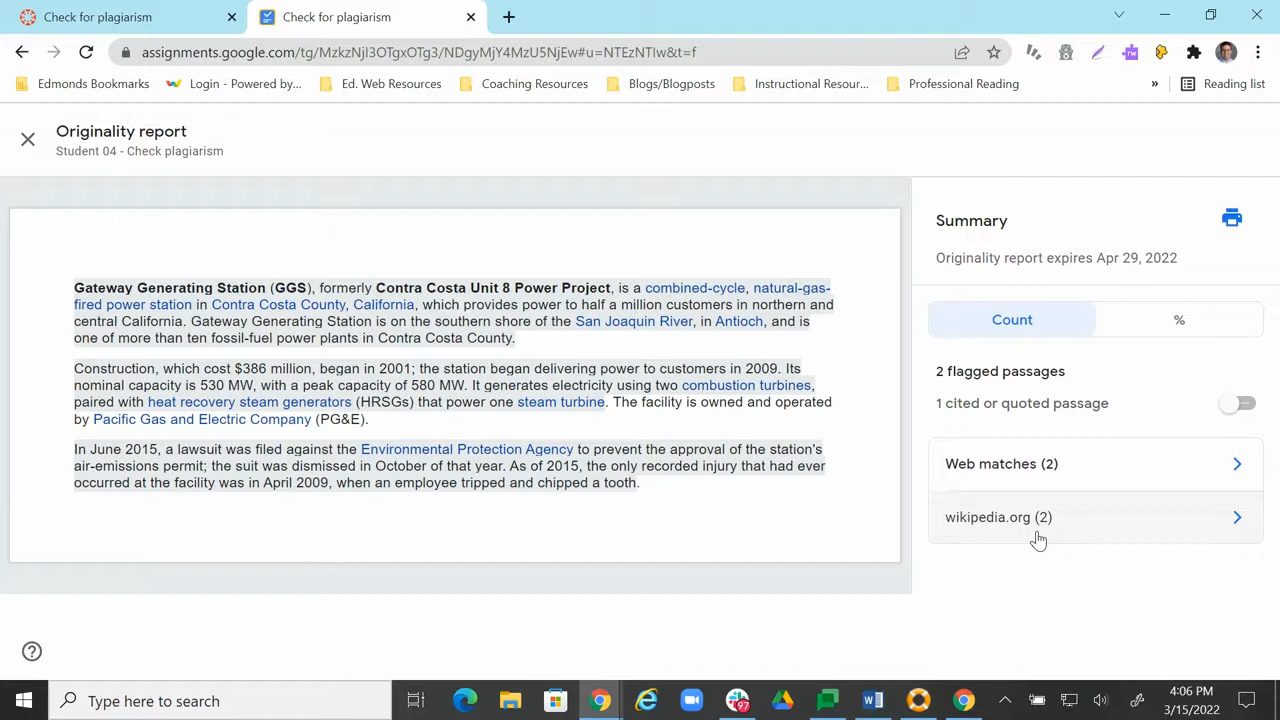 Check for plagiarism
Check for plagiarism
assignments.google.com/tg/MzkzNjI3OTgxOTg3/NDgyMjY4MzU5NjEw#u=NTEzNTIw&t=f
Edmonds Bookmarks
Login - Powered by...
Ed. Web Resources
Coaching Resources
Blogs/Blogposts
Instructional Resour...
Professional Reading
»
Reading list
Originality report
Student 04 - Check plagiarism
Gateway Generating Station (GGS), formerly Contra Costa Unit 8 Power Project, is a combined-cycle, natural-gas-
fired power station in Contra Costa County, California, which provides power to half a million customers in northern and
central California. Gateway Generating Station is on the southern shore of the San Joaquin River, in Antioch, and is
one of more than ten fossil-fuel power plants in Contra Costa County.
Construction, which cost $386 million, began in 2001; the station began delivering power to customers in 2009. Its
nominal capacity is 530 MW, with a peak capacity of 580 MW. It generates electricity using two combustion turbines,
paired with heat recovery steam generators (HRSGs) that power one steam turbine. The facility is owned and operated
by Pacific Gas and Electric Company (PG&E).
In June 2015, a lawsuit was filed against the Environmental Protection Agency to prevent the approval of the station's
air-emissions permit; the suit was dismissed in October of that year. As of 2015, the only recorded injury that had ever
occurred at the facility was in April 2009, when an employee tripped and chipped a tooth.
Summary
Originality report expires Apr 29, 2022
Count
%
2 flagged passages
1 cited or quoted passage
Web matches (2)
wikipedia.org (2)
Type here to search
97
4:06 PM
3/15/2022